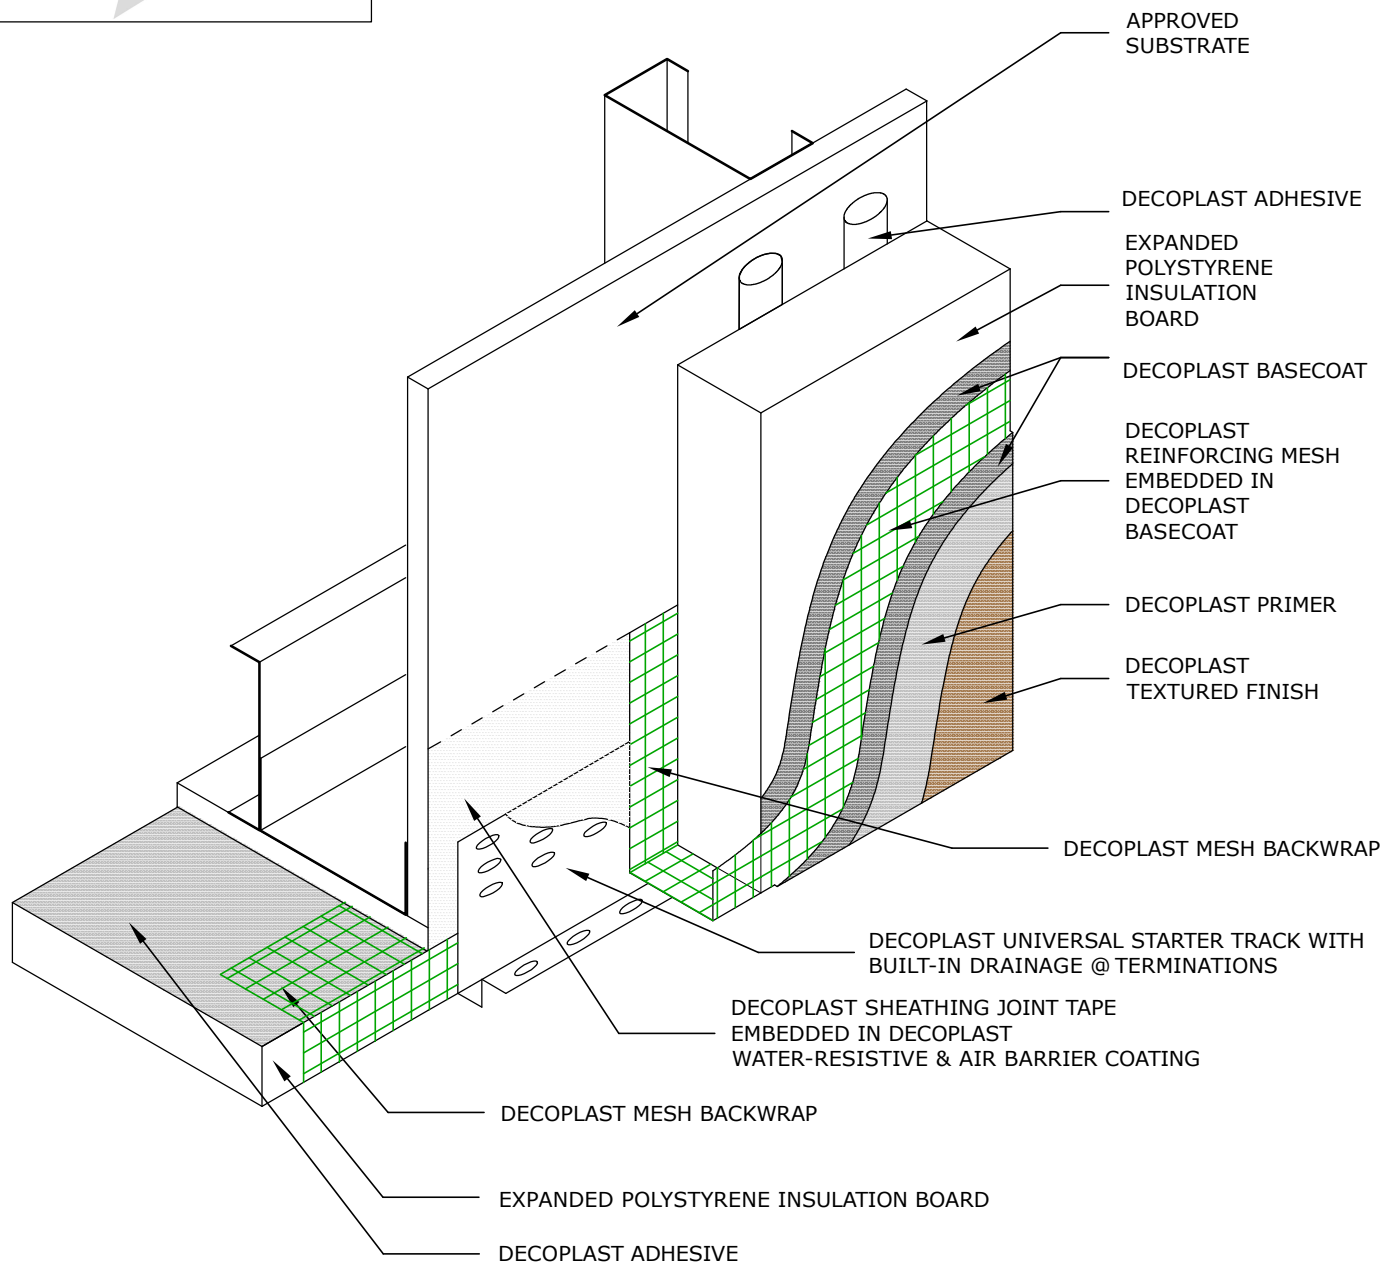 APPROVED
SUBSTRATE
DECOPLAST ADHESIVE
EXPANDED
POLYSTYRENE
INSULATION
BOARD
DECOPLAST BASECOAT
DECOPLAST
REINFORCING MESH
EMBEDDED IN
DECOPLAST
BASECOAT
DECOPLAST PRIMER
DECOPLAST
TEXTURED FINISH
DECOPLAST MESH BACKWRAP
DECOPLAST UNIVERSAL STARTER TRACK WITH
BUILT-IN DRAINAGE @ TERMINATIONS
DECOPLAST SHEATHING JOINT TAPE
EMBEDDED IN DECOPLAST
WATER-RESISTIVE & AIR BARRIER COATING
DECOPLAST MESH BACKWRAP
EXPANDED POLYSTYRENE INSULATION BOARD
DECOPLAST ADHESIVE